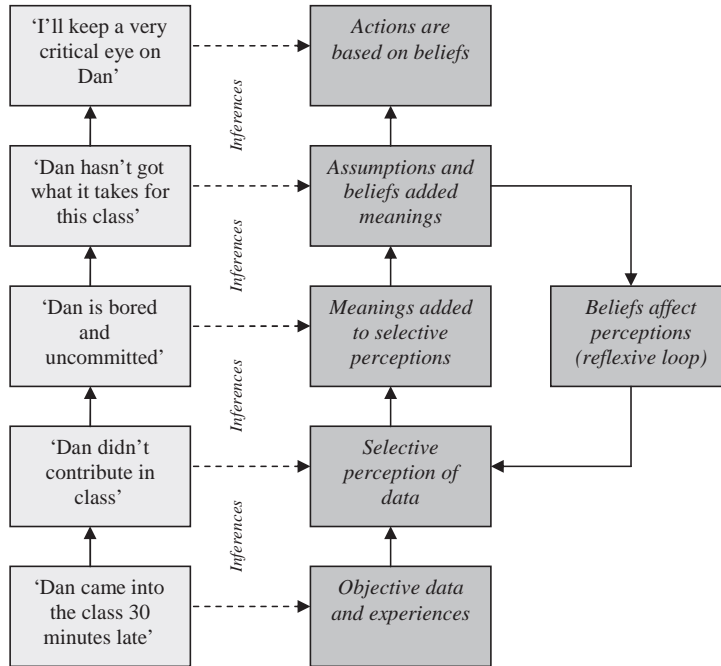 ‘I’ll keep a very
critical eye on
Dan’
Actions are
based on beliefs
Inferences
‘Dan hasn’t got
what it takes for
this class’
Assumptions and
beliefs added
meanings
Inferences
‘Dan is bored
and
uncommitted’
Meanings added
to selective
perceptions
Beliefs affect
perceptions
(reflexive loop)
Inferences
‘Dan didn’t
contribute in
class’
Selective
perception of
data
Inferences
‘Dan came into
the class 30
minutes late’
Objective data
and experiences